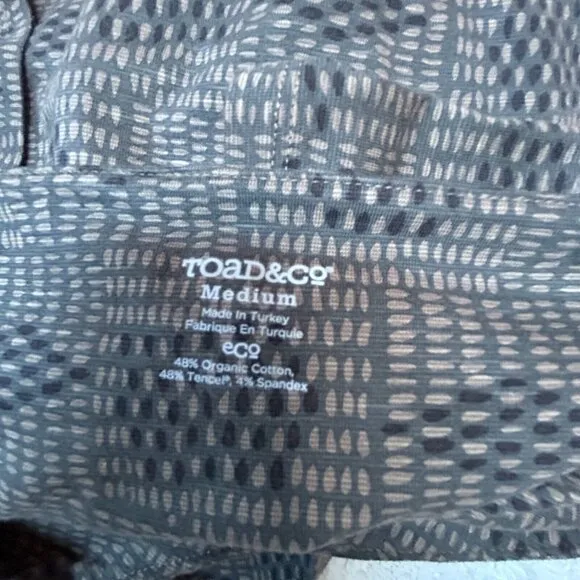 TOAD&CO®
Medium
Made In Turkey
Fabrique En Turquie
eco
48% Organic Cotton,
48% Tencel®, 4% Spandex